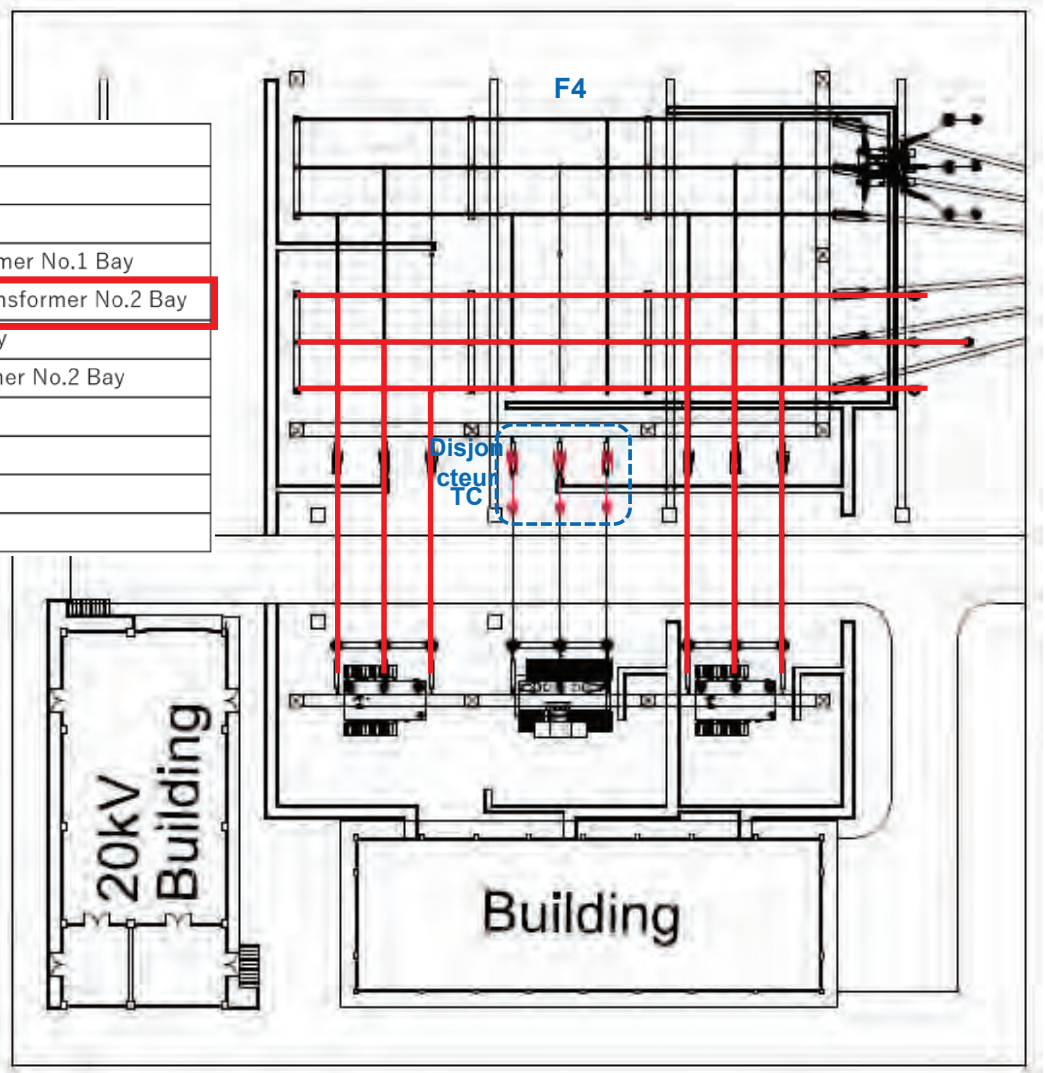 F4
mer No.1 Bay
nsformer No.2 Bay
y
ner No.2 Bay
Disjon
cteur
TC
20kV
Building
Building